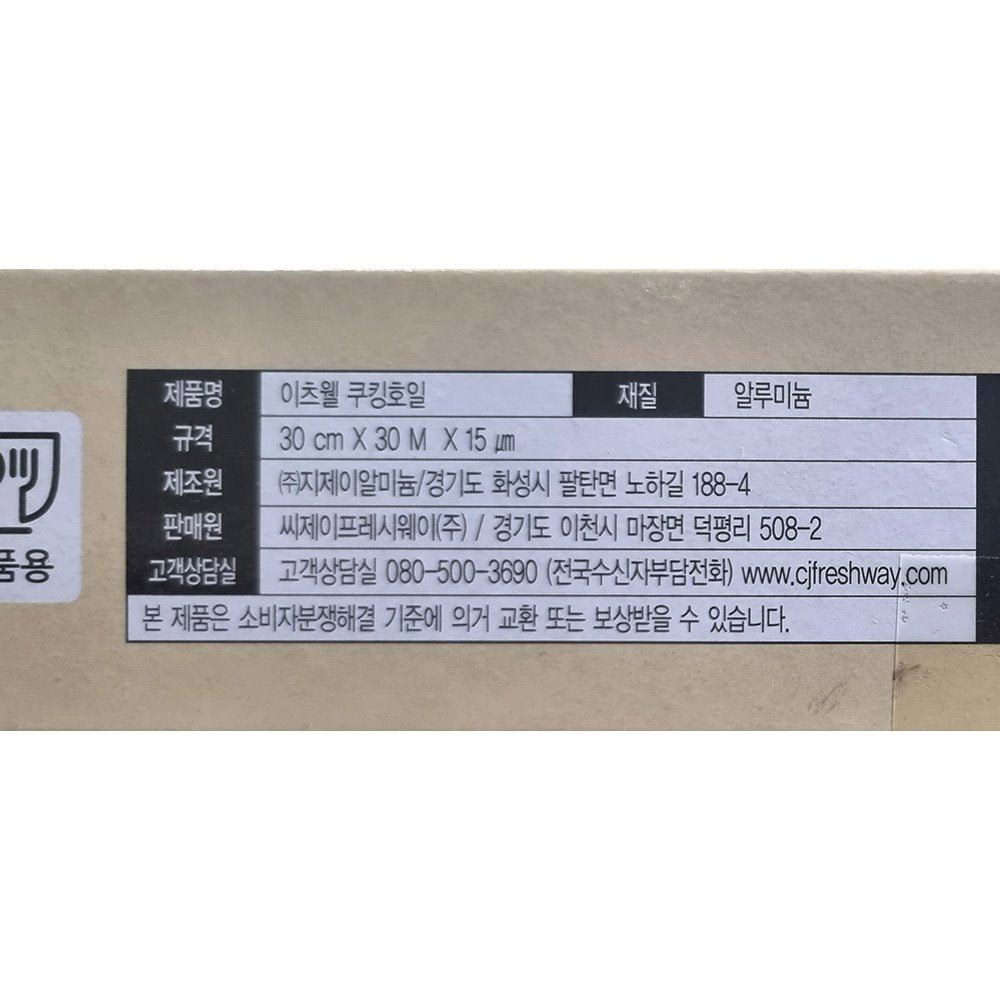 제품명 이츠웰 쿠킹호일 재질 알루미늄
규격 30 cm X 30 M X 15 ㎛
제조원 ㈜지제이알미늄/경기도 화성시 팔탄면 노하길 188-4
판매원 씨제이프레시웨이(주) / 경기도 이천시 마장면 덕평리 508-2
고객상담실 고객상담실 080-500-3690 (전국수신자부담전화) www.cjfreshway.com
본 제품은 소비자분쟁해결 기준에 의거 교환 또는 보상받을 수 있습니다.
품용